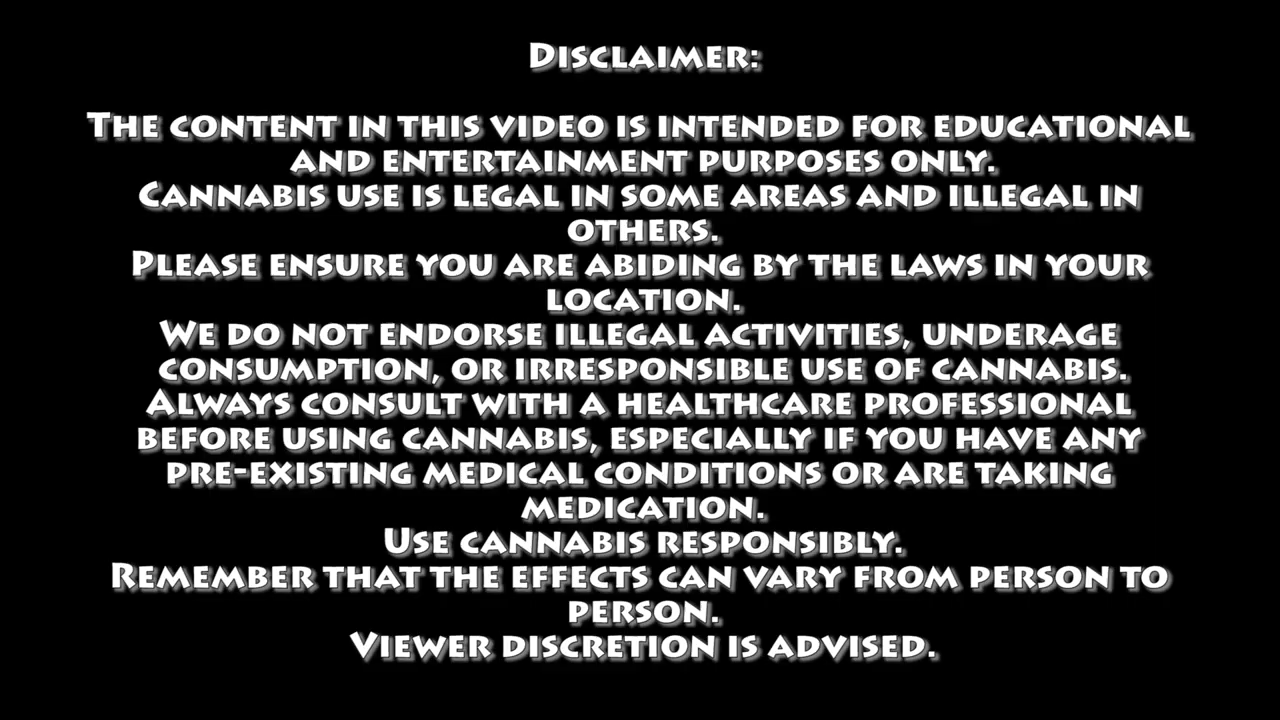 Disclaimer:
The content in this video is intended for educational
and entertainment purposes only.
Cannabis use is legal in some areas and illegal in
others.
Please ensure you are abiding by the laws in your
location.
We do not endorse illegal activities, underage
consumption, or irresponsible use of cannabis.
Always consult with a healthcare professional
before using cannabis, especially if you have any
pre-existing medical conditions or are taking
medication.
Use cannabis responsibly.
Remember that the effects can vary from person to
person.
Viewer discretion is advised.